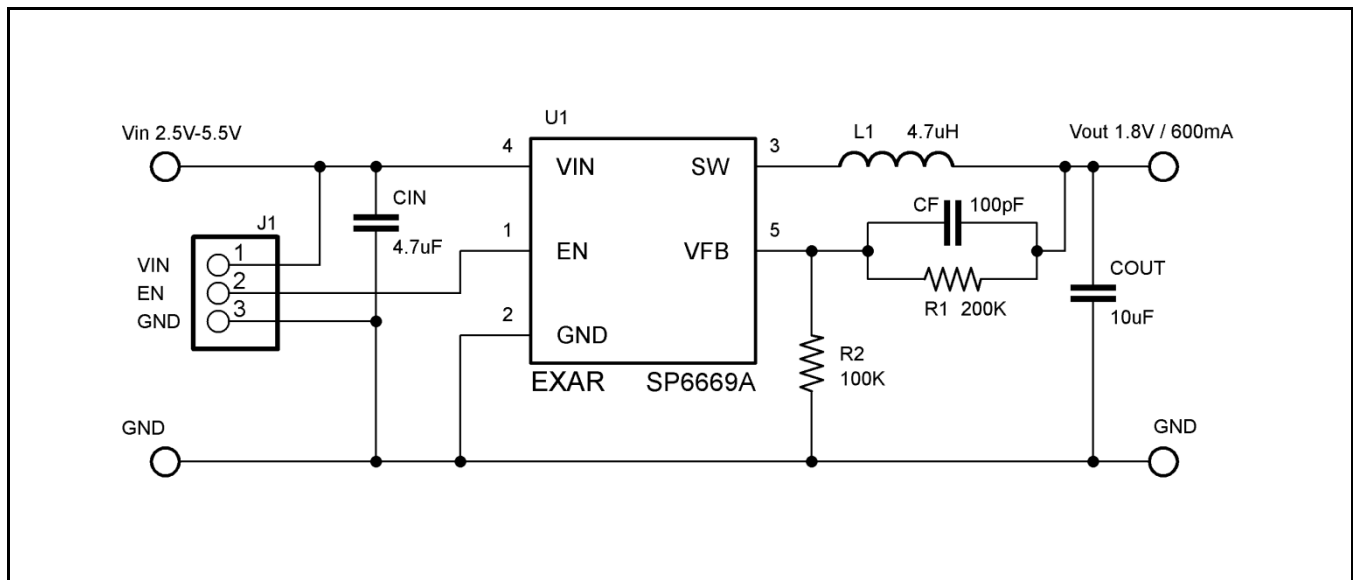 U1
Vin 2.5V-5.5V
L1 4.7uH
Vout 1.8V / 600mA
4
VIN
SW
3
CIN
4.7uF
CF 100pF
J1
1
EN
VFB
5
VIN 1
EN 2
GND 3
R1 200K
COUT
10uF
2
GND
R2
100K
EXAR SP6669A
GND
GND